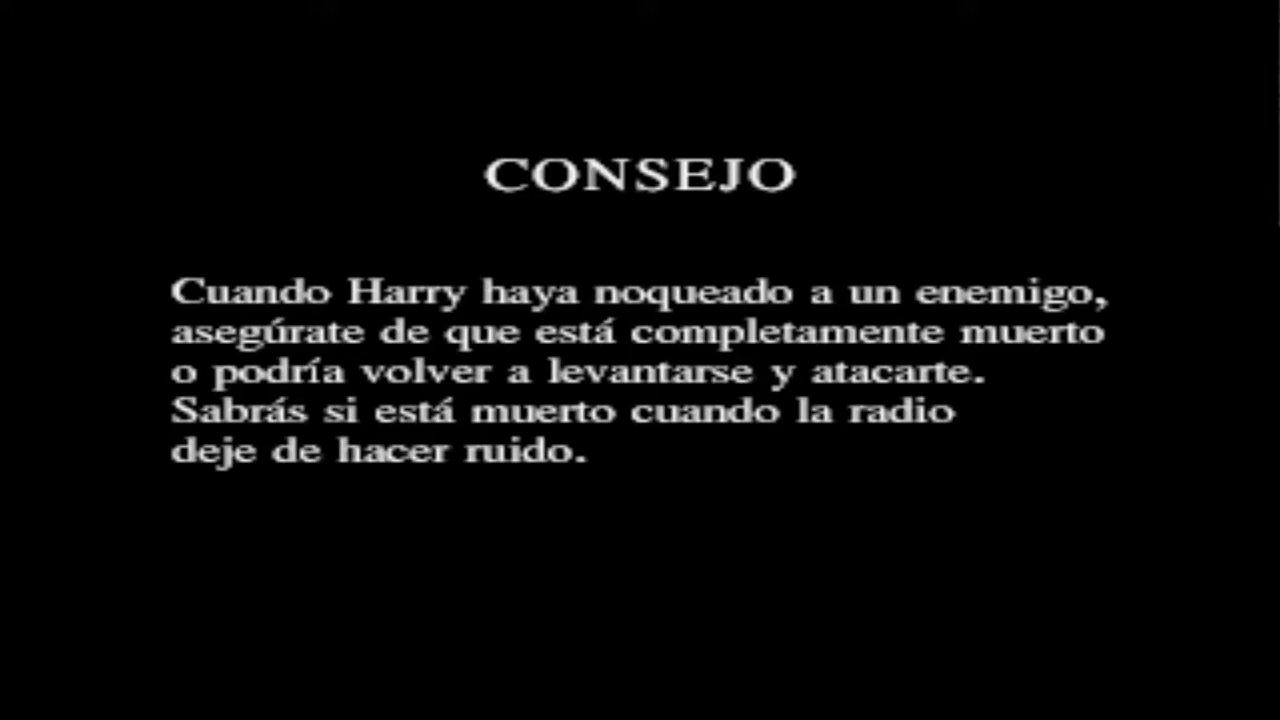 CONSEJO
Cuando Harry haya noqueado a un enemigo,
asegúrate de que está completamente muerto
o podría volver a levantarse y atacarte.
Sabrás si está muerto cuando la radio
deje de hacer ruido.